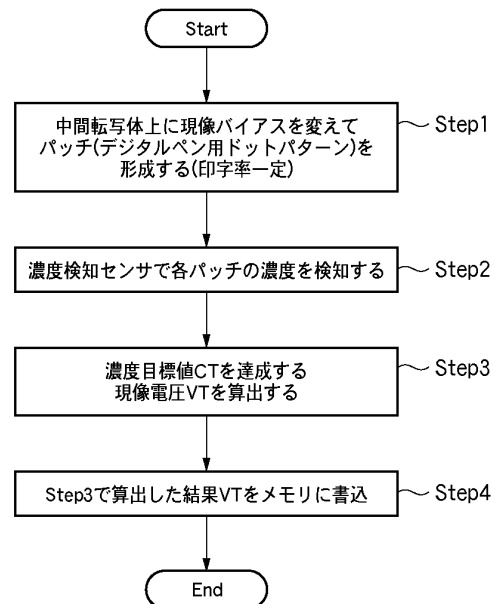 Start
中間転写体上に現像バイアスを変えて
パッチ(デジタルペン用ドットパターン)を
形成する(印字率一定)
Step1
濃度検知センサで各パッチの濃度を検知する
Step2
濃度目標値CTを達成する
現像電圧VTを算出する
Step3
Step3で算出した結果VTをメモリに書込
Step4
End